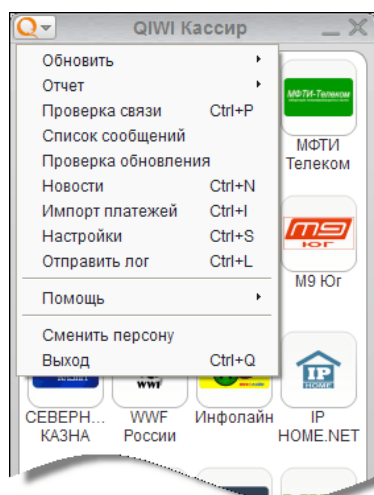 QIWI Кассир
Обновить
Отчет
Проверка связи Ctrl+P
Список сообщений
Проверка обновления
Новости Ctrl+N
Импорт платежей Ctrl+I
Настройки Ctrl+S
Отправить лог Ctrl+L
Помощь
Сменить персону
Выход Ctrl+Q
МФТИ-Телеком
МФТИ
Телеком
М9
ЮГ
М9 Юг
WWF
IP
HOME
СЕВЕРН...
КАЗНА
WWF
России
Инфолайн
IP
HOME.NET